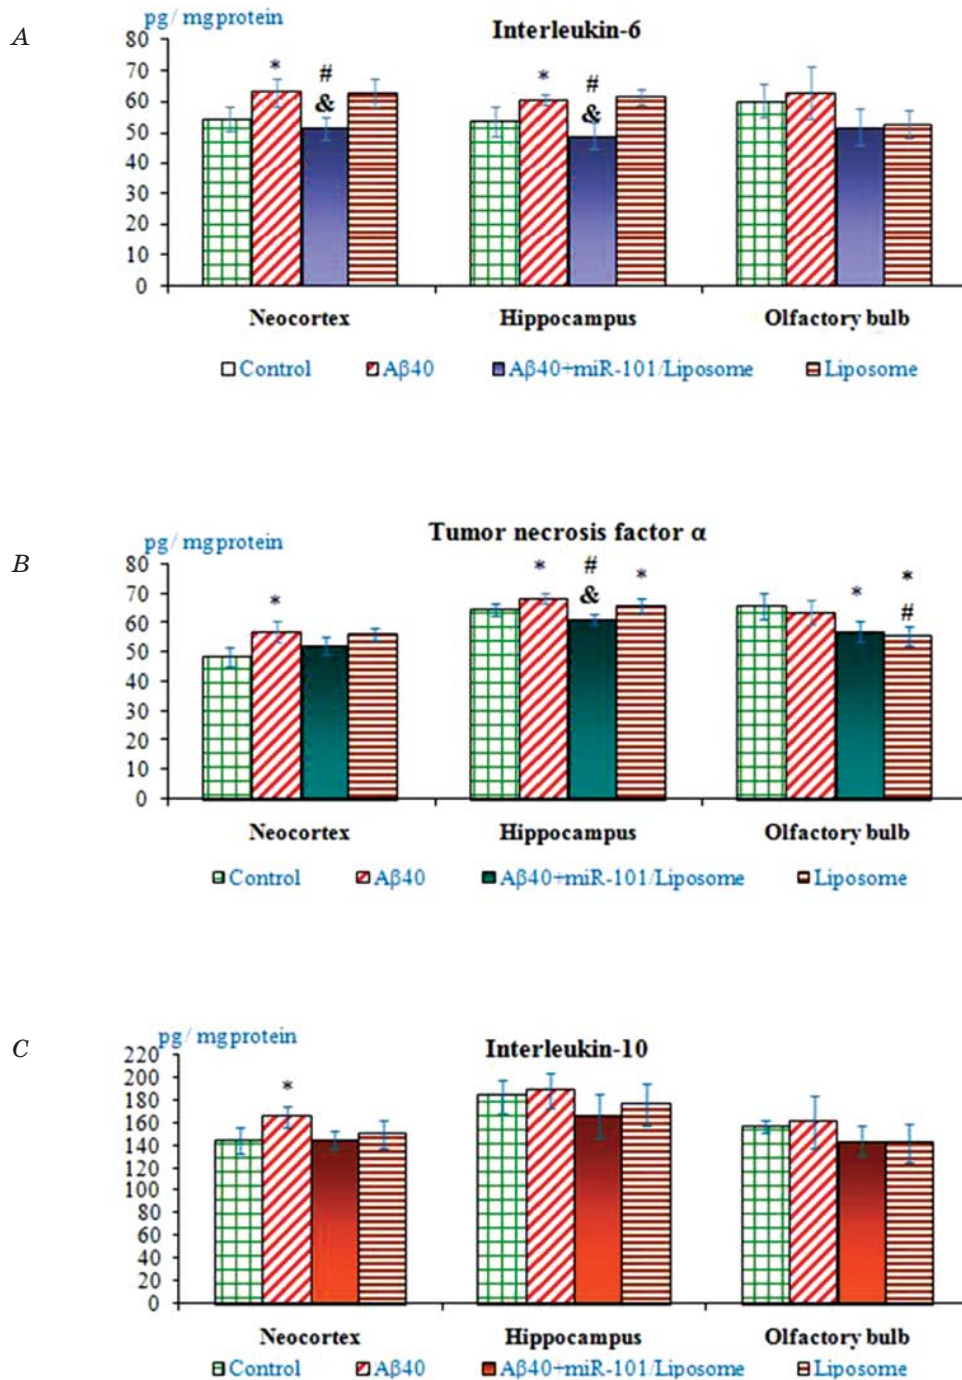 A
pg/ mgprotein
Interleukin-6
80
70
60
50
40
30
20
10
0
* # & * # &
Neocortex Hippocampus Olfactory bulb
Control Aβ40 Aβ40+miR-101/Liposome Liposome
B
pg/ mgprotein
Tumor necrosis factor α
80
70
60
50
40
30
20
10
0
* * # & * * * #
Neocortex Hippocampus Olfactory bulb
Control Aβ40 Aβ40+miR-101/Liposome Liposome
C
pg/ mgprotein
Interleukin-10
220
200
180
160
140
120
100
80
60
40
20
0
*
Neocortex Hippocampus Olfactory bulb
Control Aβ40 Aβ40+miR-101/Liposome Liposome